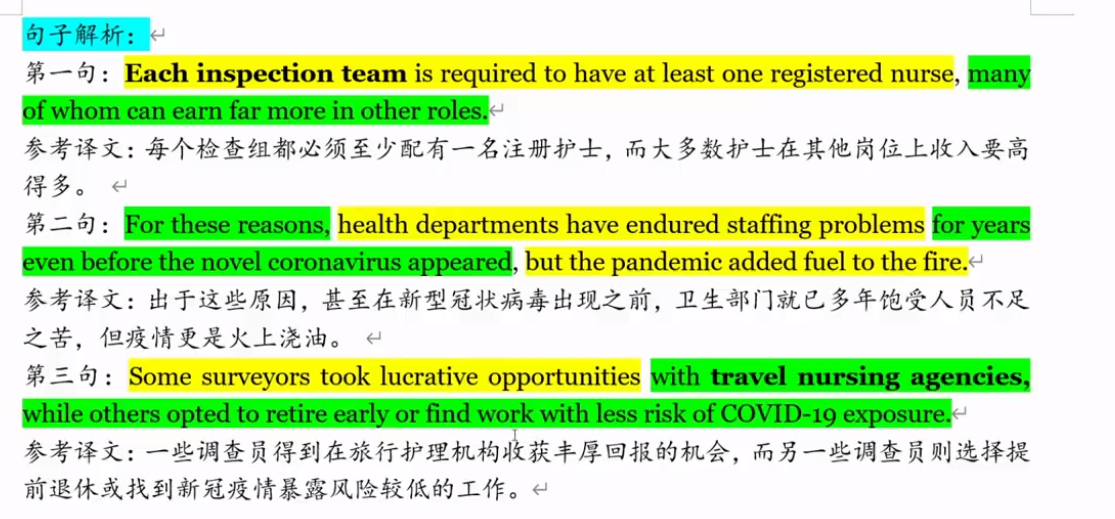 句子解析：
第一句：Each inspection team is required to have at least one registered nurse, many
of whom can earn far more in other roles.
参考译文：每个检查组都必须至少配有一名注册护士，而大多数护士在其他岗位上收入要高
得多。
第二句：For these reasons, health departments have endured staffing problems for years
even before the novel coronavirus appeared, but the pandemic added fuel to the fire.
参考译文：出于这些原因，甚至在新型冠状病毒出现之前，卫生部门就已多年饱受人员不足
之苦，但疫情更是火上浇油。
第三句：Some surveyors took lucrative opportunities with travel nursing agencies,
while others opted to retire early or find work with less risk of COVID-19 exposure.
参考译文：一些调查员得到在旅行护理机构收获丰厚回报的机会，而另一些调查员则选择提
前退休或找到新冠疫情暴露风险较低的工作。